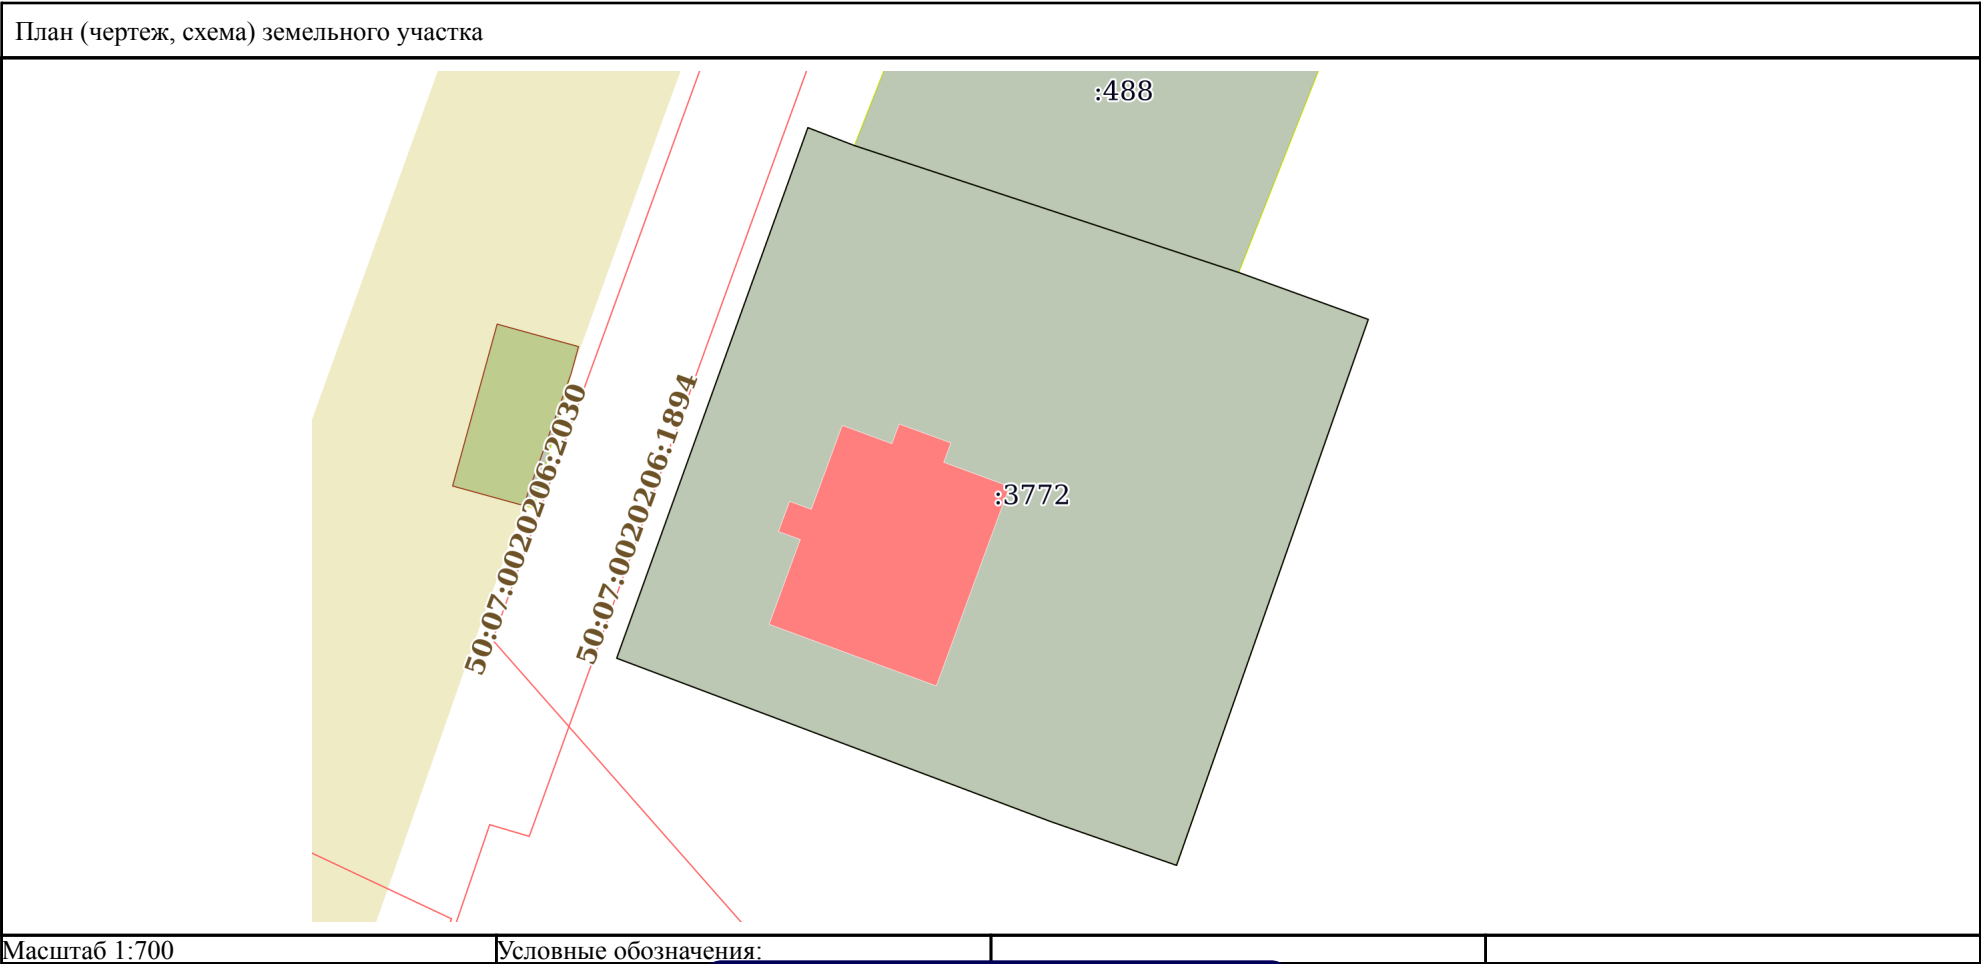 План (чертеж, схема) земельного участка
:488
50:07:0020206:2030
50:07:0020206:1894
:3772
Масштаб 1:700
Условные обозначения: